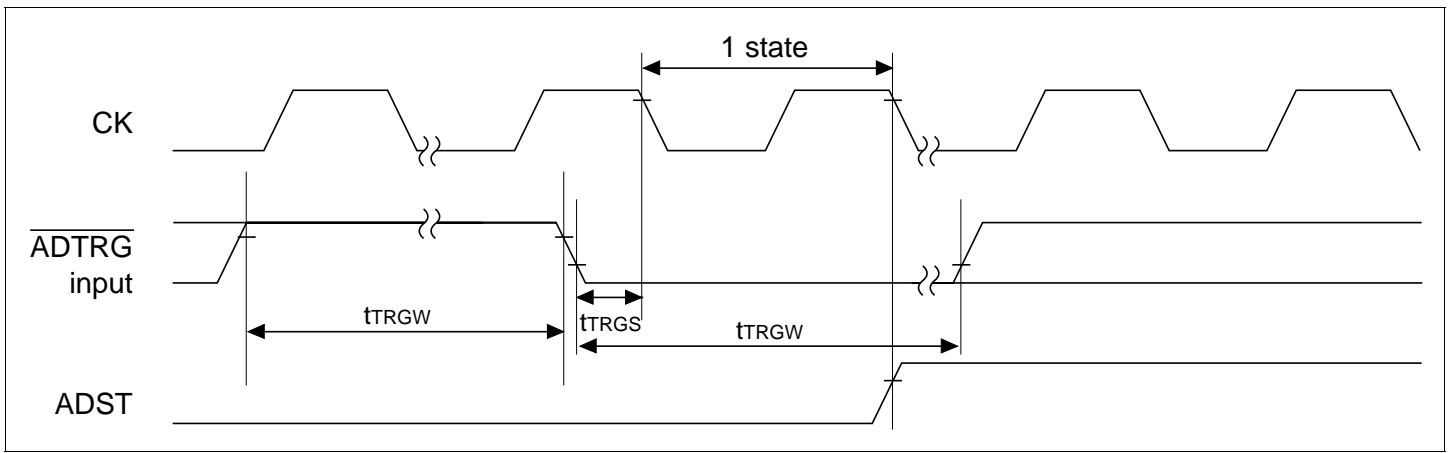 1 state
CK
ADTRG
input
tTRGW
tTRGS
tTRGW
ADST